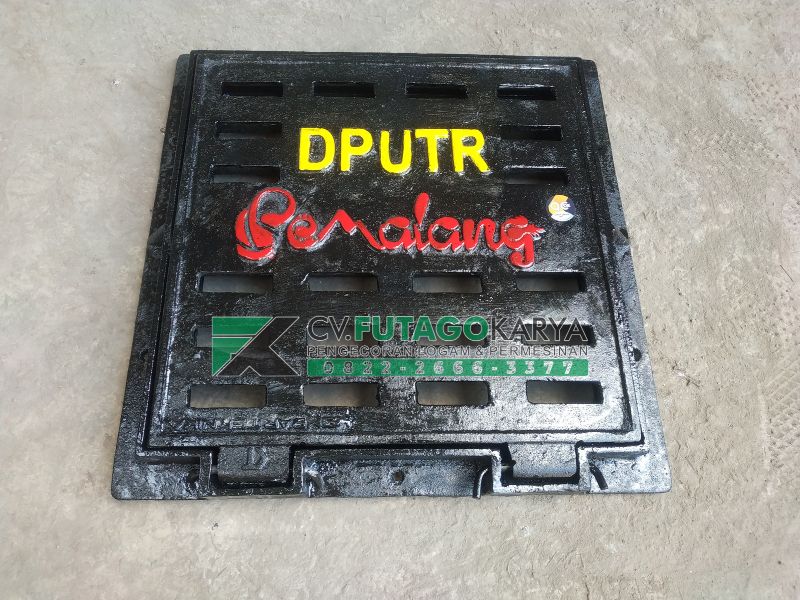 DPUTR
Pemalang
CV.FUTAGOKARYA
PENGECORAN LOGAM & PERMESINAN
0822-2666-3377